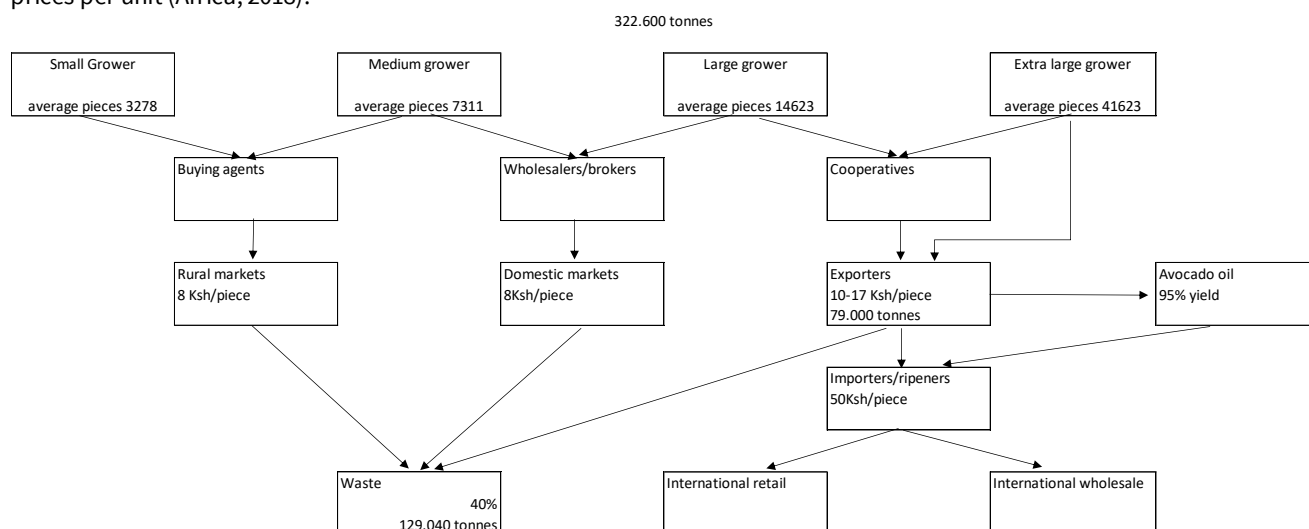 prices per unit (Africa, 2018).
322.600 tonnes
Small Grower
average pieces 3278
Medium grower
average pieces 7311
Large grower
average pieces 14623
Extra large grower
average pieces 41623
Buying agents
Wholesalers/brokers
Cooperatives
Rural markets
8 Ksh/piece
Domestic markets
8Ksh/piece
Exporters
10-17 Ksh/piece
79.000 tonnes
Avocado oil
95% yield
Importers/ripeners
50Ksh/piece
Waste
40%
129.040 tonnes
International retail
International wholesale